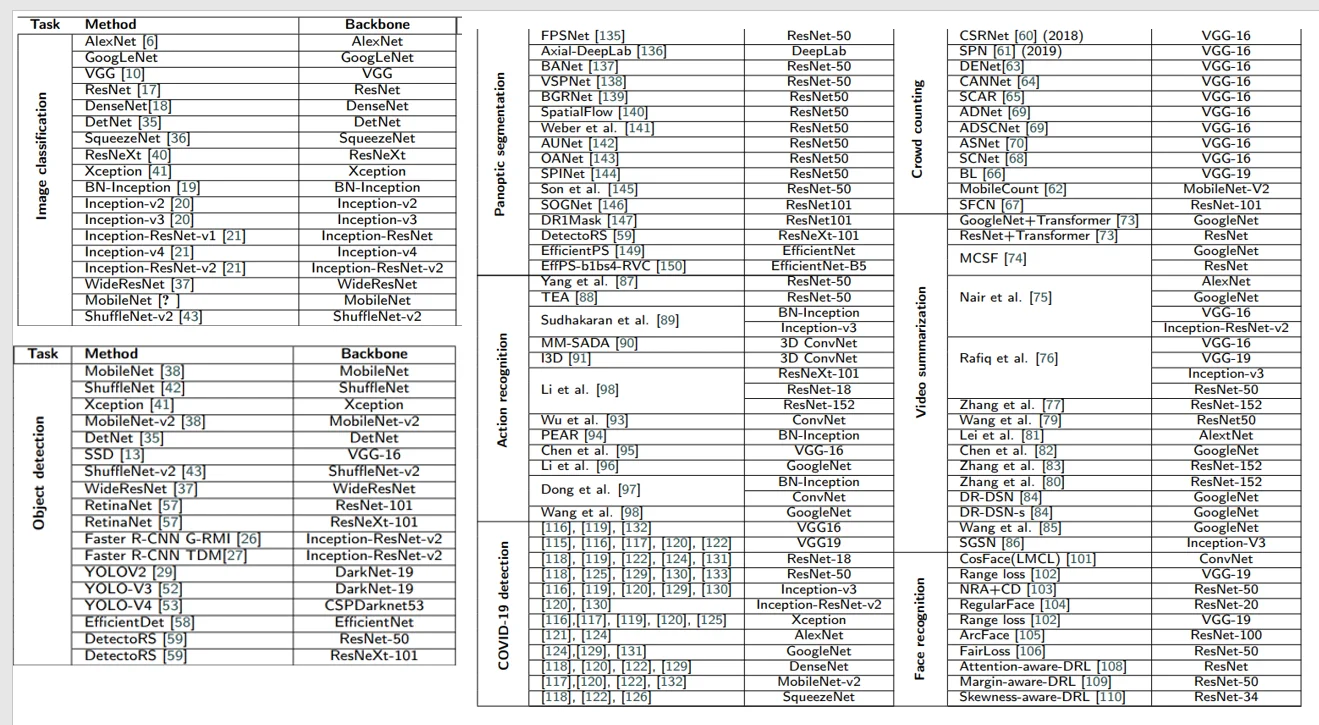 Task Method Backbone
Image classification
AlexNet [6] AlexNet
GoogLeNet GoogLeNet
VGG [10] VGG
ResNet [17] ResNet
DenseNet[18] DenseNet
DetNet [35] DetNet
SqueezeNet [36] SqueezeNet
ResNeXt [40] ResNeXt
Xception [41] Xception
BN-Inception [19] BN-Inception
Inception-v2 [20] Inception-v2
Inception-v3 [20] Inception-v3
Inception-ResNet-v1 [21] Inception-ResNet
Inception-v4 [21] Inception-v4
Inception-ResNet-v2 [21] Inception-ResNet-v2
WideResNet [37] WideResNet
MobileNet [? ] MobileNet
ShuffleNet-v2 [43] ShuffleNet-v2
Task Method Backbone
Object detection
MobileNet [38] MobileNet
ShuffleNet [42] ShuffleNet
Xception [41] Xception
MobileNet-v2 [38] MobileNet-v2
DetNet [35] DetNet
SSD [13] VGG-16
ShuffleNet-v2 [43] ShuffleNet-v2
WideResNet [37] WideResNet
RetinaNet [57] ResNet-101
RetinaNet [57] ResNeXt-101
Faster R-CNN G-RMI [26] Inception-ResNet-v2
Faster R-CNN TDM[27] Inception-ResNet-v2
YOLOV2 [29] DarkNet-19
YOLO-V3 [52] DarkNet-19
YOLO-V4 [53] CSPDarknet53
EfficientDet [58] EfficientNet
DetectoRS [59] ResNet-50
DetectoRS [59] ResNeXt-101
Panoptic segmentation
FPSNet [135] ResNet-50
Axial-DeepLab [136] DeepLab
BANet [137] ResNet-50
VSPNet [138] ResNet-50
BGRNet [139] ResNet50
SpatialFlow [140] ResNet50
Weber et al. [141] ResNet50
AUNet [142] ResNet50
OANet [143] ResNet50
SPINet [144] ResNet50
Son et al. [145] ResNet-50
SOGNet [146] ResNet101
DR1Mask [147] ResNet101
DetectoRS [59] ResNeXt-101
EfficientPS [149] EfficientNet
EffPS-b1bs4-RVC [150] EfficientNet-B5
Action recognition
Yang et al. [87] ResNet-50
TEA [88] ResNet-50
Sudhakaran et al. [89] BN-Inception
Inception-v3
MM-SADA [90] 3D ConvNet
I3D [91] 3D ConvNet
Li et al. [98] ResNeXt-101
ResNet-18
ResNet-152
Wu et al. [93] ConvNet
PEAR [94] BN-Inception
Chen et al. [95] VGG-16
Li et al. [96] GoogleNet
Dong et al. [97] BN-Inception
ConvNet
Wang et al. [98] GoogleNet
COVID-19 detection
[116], [119], [132] VGG16
[115], [116], [117], [120], [122] VGG19
[118], [119], [122], [124], [131] ResNet-18
[118], [125], [129], [130], [133] ResNet-50
[116], [119], [120], [129], [130] Inception-v3
[120], [130] Inception-ResNet-v2
[116],[117], [119], [120], [125] Xception
[121], [124] AlexNet
[124],[129], [131] GoogleNet
[118], [120], [122], [129] DenseNet
[117],[120], [122], [132] MobileNet-v2
[118], [122], [126] SqueezeNet
Crowd counting
CSRNet [60] (2018) VGG-16
SPN [61] (2019) VGG-16
DENet[63] VGG-16
CANNet [64] VGG-16
SCAR [65] VGG-16
ADNet [69] VGG-16
ADSCNet [69] VGG-16
ASNet [70] VGG-16
SCNet [68] VGG-16
BL [66] VGG-19
MobileCount [62] MobileNet-V2
SFCN [67] ResNet-101
Video summarization
GoogleNet+Transformer [73] GoogleNet
ResNet+Transformer [73] ResNet
MCSF [74] GoogleNet
ResNet
Nair et al. [75] AlexNet
GoogleNet
VGG-16
Inception-ResNet-v2
Rafiq et al. [76] VGG-16
VGG-19
Inception-v3
ResNet-50
Zhang et al. [77] ResNet-152
Wang et al. [79] ResNet50
Lei et al. [81] AlextNet
Chen et al. [82] GoogleNet
Zhang et al. [83] ResNet-152
Zhang et al. [80] ResNet-152
DR-DSN [84] GoogleNet
DR-DSN-s [84] GoogleNet
Wang et al. [85] GoogleNet
SGSN [86] Inception-V3
Face recognition
CosFace(LMCL) [101] ConvNet
Range loss [102] VGG-19
NRA+CD [103] ResNet-50
RegularFace [104] ResNet-20
Range loss [102] VGG-19
ArcFace [105] ResNet-100
FairLoss [106] ResNet-50
Attention-aware-DRL [108] ResNet
Margin-aware-DRL [109] ResNet-50
Skewness-aware-DRL [110] ResNet-34